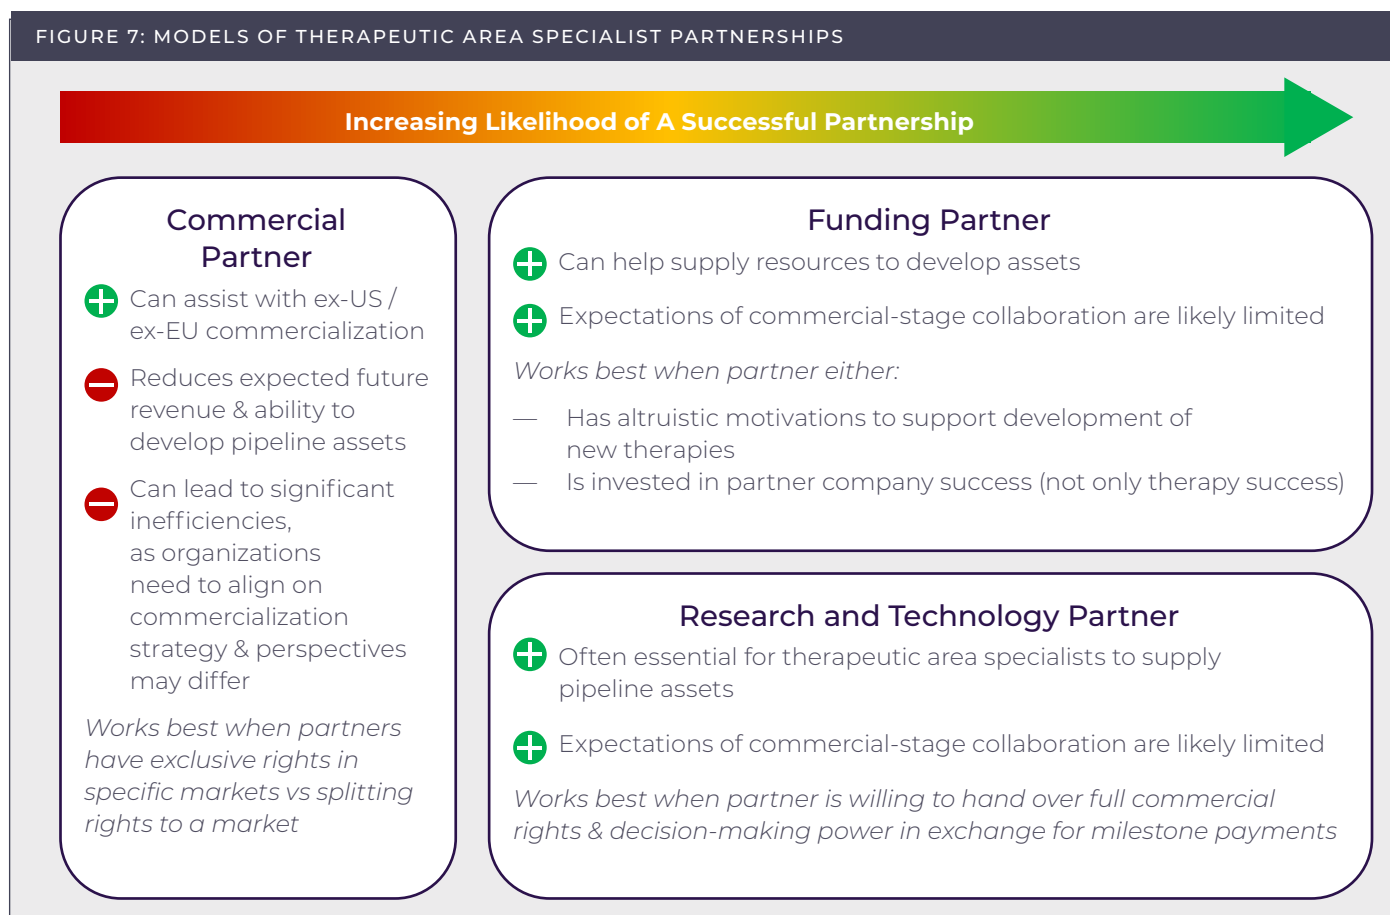 FIGURE 7: MODELS OF THERAPEUTIC AREA SPECIALIST PARTNERSHIPS
Increasing Likelihood of A Successful Partnership
Commercial
Partner
Can assist with ex-US /
ex-EU commercialization
Reduces expected future
revenue & ability to
develop pipeline assets
Can lead to significant
inefficiencies,
as organizations
need to align on
commercialization
strategy & perspectives
may differ
Works best when partners
have exclusive rights in
specific markets vs splitting
rights to a market
Funding Partner
Can help supply resources to develop assets
Expectations of commercial-stage collaboration are likely limited
Works best when partner either:
— Has altruistic motivations to support development of
new therapies
— Is invested in partner company success (not only therapy success)
Research and Technology Partner
Often essential for therapeutic area specialists to supply
pipeline assets
Expectations of commercial-stage collaboration are likely limited
Works best when partner is willing to hand over full commercial
rights & decision-making power in exchange for milestone payments